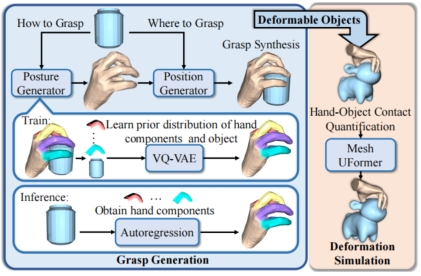 How to Grasp
Where to Grasp
Deformable Objects
Grasp Synthesis
Posture
Generator
Position
Generator
Train:
Learn prior distribution of hand
components and object
VQ-VAE
Inference:
Obtain hand components
Autoregression
Grasp Generation
Hand-Object Contact
Quantification
Mesh
UFormer
Deformation
Simulation